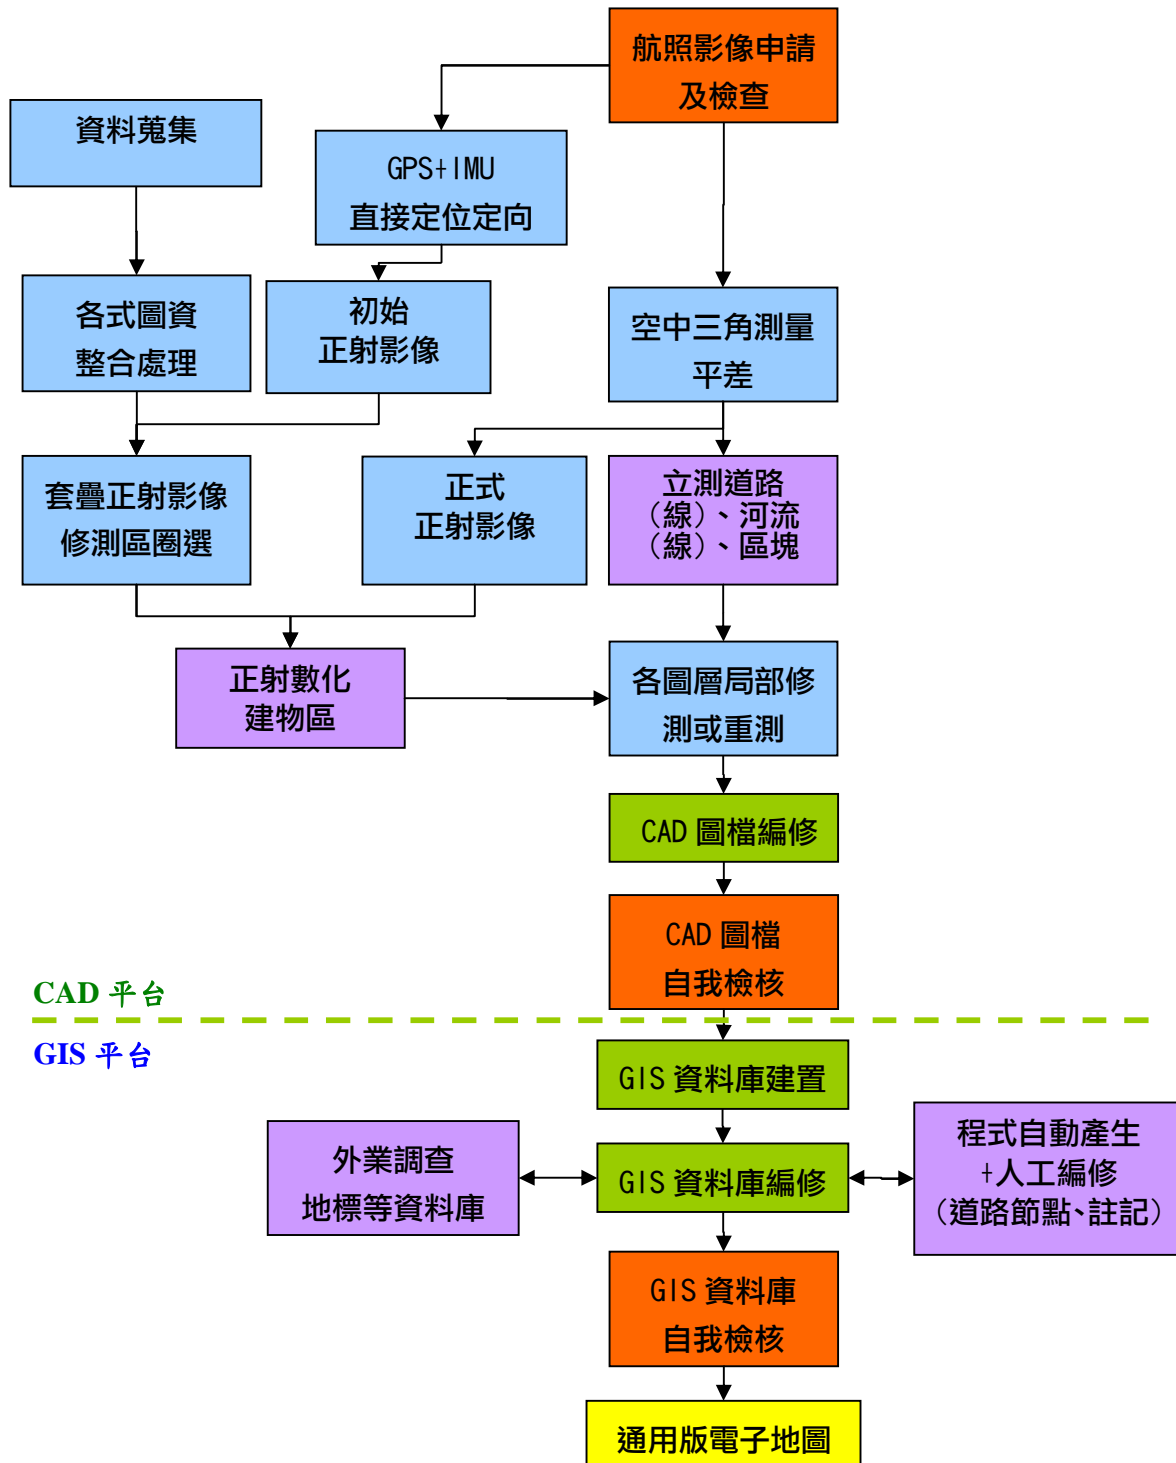 航照影像申請
及檢查
資料蒐集
GPS+IMU
直接定位定向
各式圖資
整合處理
初始
正射影像
空中三角測量
平差
套疊正射影像
修測區圈選
正式
正射影像
立測道路
(線)、河流
(線)、區塊
正射數化
建物區
各圖層局部修
測或重測
CAD 圖檔編修
CAD 圖檔
自我檢核
CAD 平台
GIS 平台
GIS 資料庫建置
外業調查
地標等資料庫
GIS 資料庫編修
程式自動產生
+人工編修
(道路節點、註記)
GIS 資料庫
自我檢核
通用版電子地圖